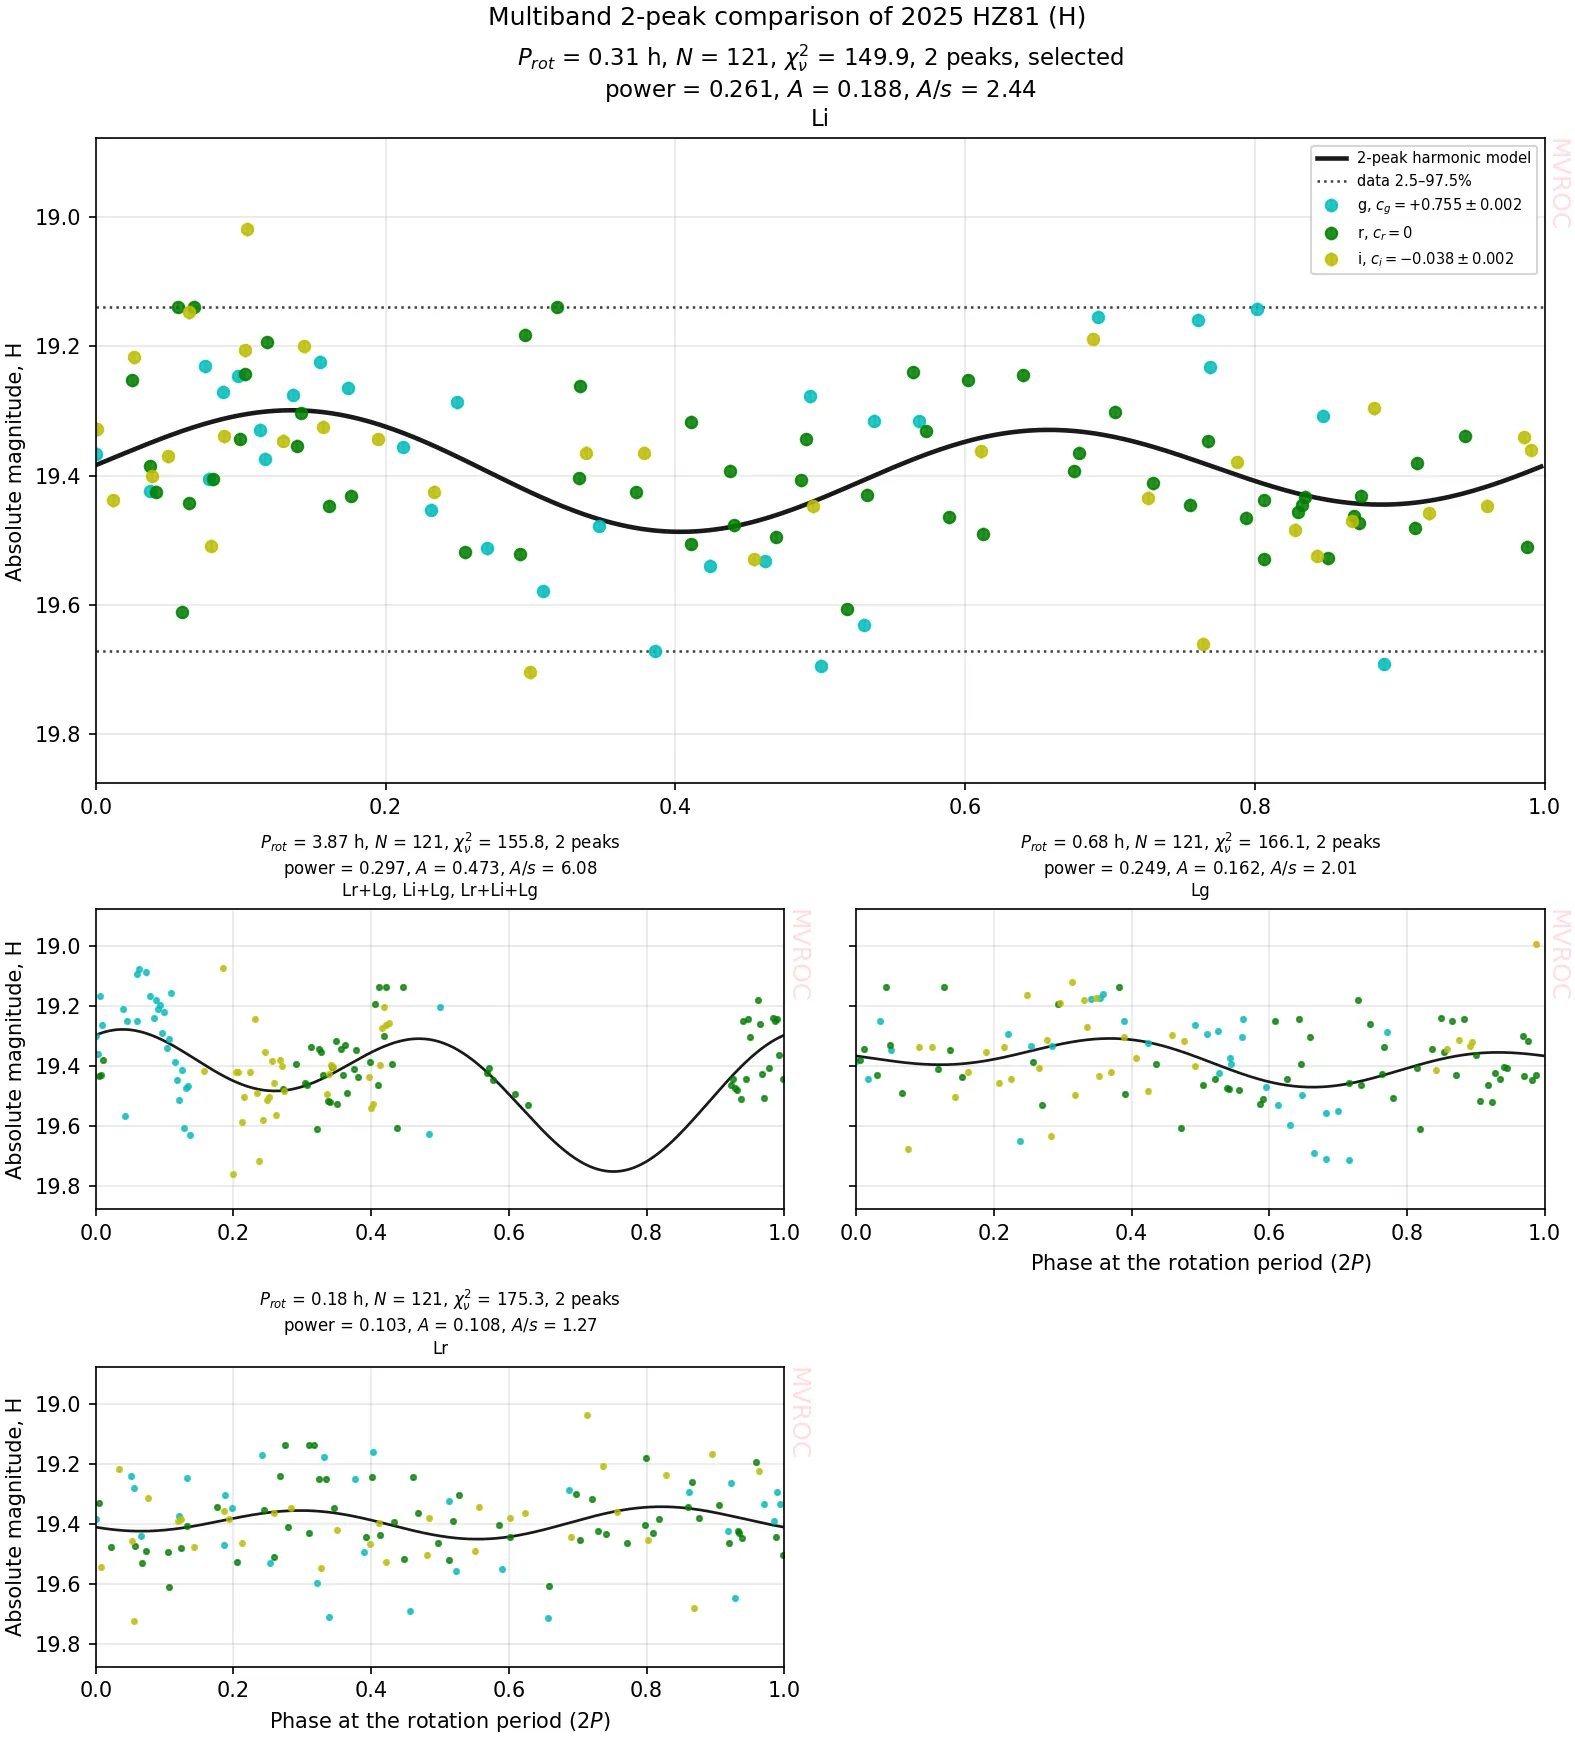 Multiband 2-peak comparison of 2025 HZ81 (H)
P_rot = 0.31 h, N = 121, χ²_ν = 149.9, 2 peaks, selected
power = 0.261, A = 0.188, A/s = 2.44
Li
2-peak harmonic model
data 2.5–97.5%
g, c_g = +0.755 ± 0.002
r, c_r = 0
i, c_i = −0.038 ± 0.002
MVROC
Absolute magnitude, H
19.0
19.2
19.4
19.6
19.8
0.0 0.2 0.4 0.6 0.8 1.0
P_rot = 3.87 h, N = 121, χ²_ν = 155.8, 2 peaks
power = 0.297, A = 0.473, A/s = 6.08
Lr+Lg, Li+Lg, Lr+Li+Lg
MVROC
Absolute magnitude, H
19.0
19.2
19.4
19.6
19.8
0.0 0.2 0.4 0.6 0.8 1.0
P_rot = 0.68 h, N = 121, χ²_ν = 166.1, 2 peaks
power = 0.249, A = 0.162, A/s = 2.01
Lg
MVROC
0.0 0.2 0.4 0.6 0.8 1.0
Phase at the rotation period (2P)
P_rot = 0.18 h, N = 121, χ²_ν = 175.3, 2 peaks
power = 0.103, A = 0.108, A/s = 1.27
Lr
MVROC
Absolute magnitude, H
19.0
19.2
19.4
19.6
19.8
0.0 0.2 0.4 0.6 0.8 1.0
Phase at the rotation period (2P)